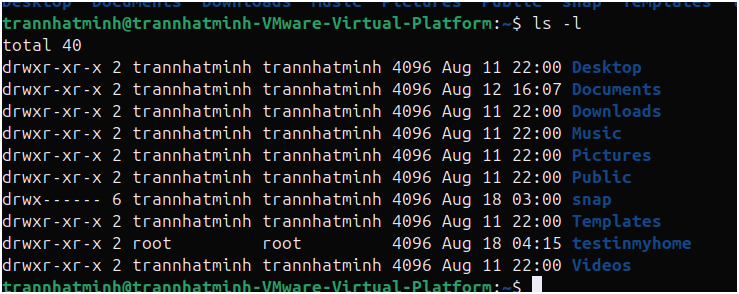 Desktop Documents Downloads Music Pictures Public snap Templates
trannhatminh@trannhatminh-VMware-Virtual-Platform:~$ ls -l
total 40
drwxr-xr-x 2 trannhatminh trannhatminh 4096 Aug 11 22:00 Desktop
drwxr-xr-x 2 trannhatminh trannhatminh 4096 Aug 12 16:07 Documents
drwxr-xr-x 2 trannhatminh trannhatminh 4096 Aug 11 22:00 Downloads
drwxr-xr-x 2 trannhatminh trannhatminh 4096 Aug 11 22:00 Music
drwxr-xr-x 2 trannhatminh trannhatminh 4096 Aug 11 22:00 Pictures
drwxr-xr-x 2 trannhatminh trannhatminh 4096 Aug 11 22:00 Public
drwx------ 6 trannhatminh trannhatminh 4096 Aug 18 03:00 snap
drwxr-xr-x 2 trannhatminh trannhatminh 4096 Aug 11 22:00 Templates
drwxr-xr-x 2 root         root         4096 Aug 18 04:15 testinmyhome
drwxr-xr-x 2 trannhatminh trannhatminh 4096 Aug 11 22:00 Videos
trannhatminh@trannhatminh-VMware-Virtual-Platform:~$